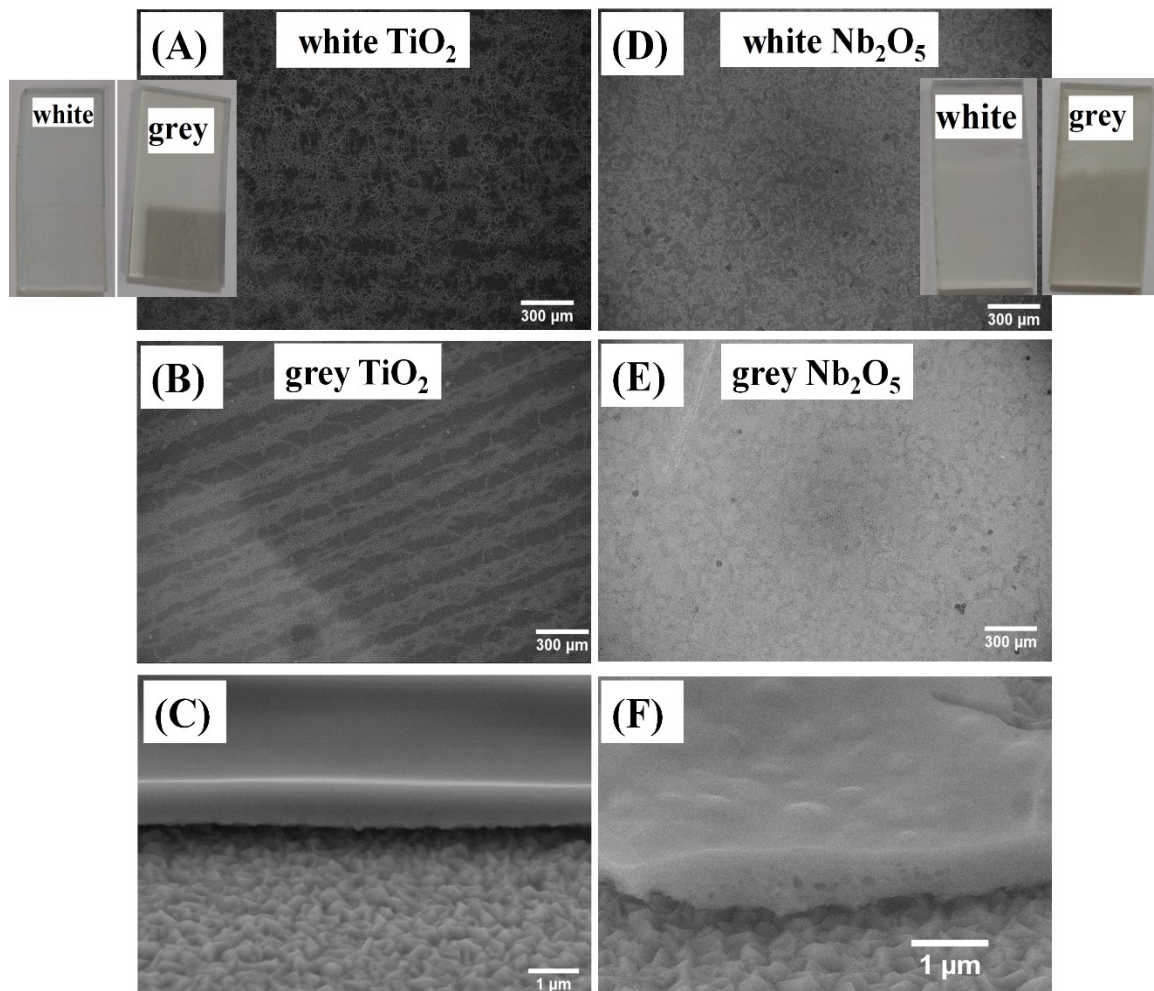 (A)
white TiO₂
white
grey
300 μm
(D)
white Nb₂O₅
white
grey
300 μm
(B)
grey TiO₂
300 μm
(E)
grey Nb₂O₅
300 μm
(C)
1 μm
(F)
1 μm